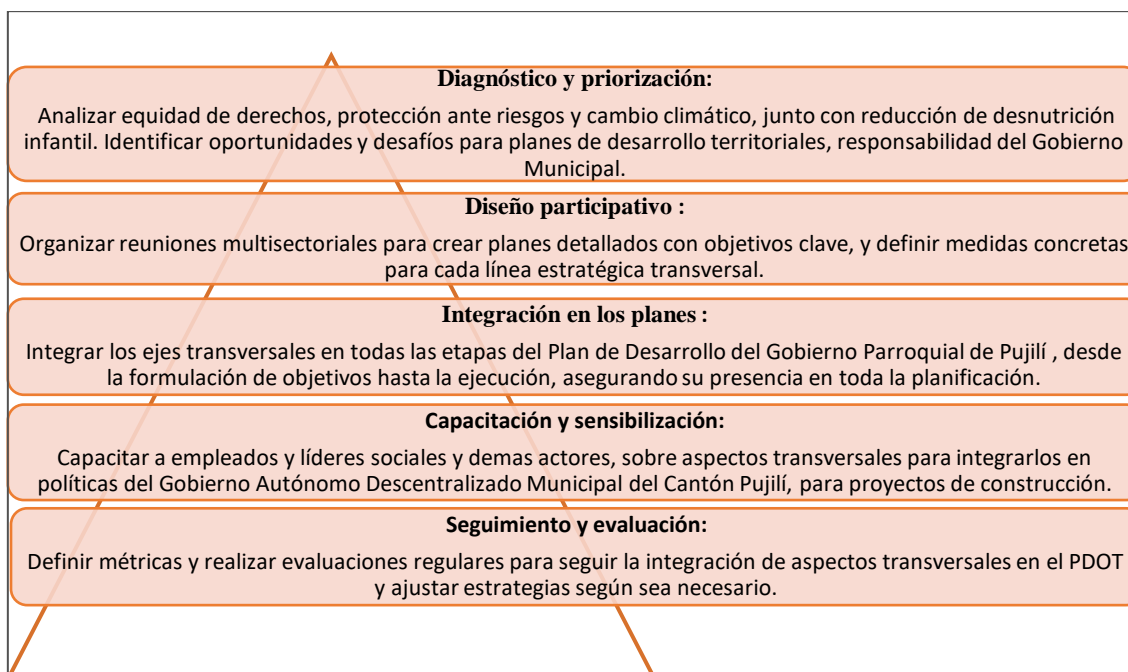 Diagnóstico y priorización:
Analizar equidad de derechos, protección ante riesgos y cambio climático, junto con reducción de desnutrición
infantil. Identificar oportunidades y desafíos para planes de desarrollo territoriales, responsabilidad del Gobierno
Municipal.
Diseño participativo :
Organizar reuniones multisectoriales para crear planes detallados con objetivos clave, y definir medidas concretas
para cada línea estratégica transversal.
Integración en los planes :
Integrar los ejes transversales en todas las etapas del Plan de Desarrollo del Gobierno Parroquial de Pujilí , desde
la formulación de objetivos hasta la ejecución, asegurando su presencia en toda la planificación.
Capacitación y sensibilización:
Capacitar a empleados y líderes sociales y demas actores, sobre aspectos transversales para integrarlos en
políticas del Gobierno Autónomo Descentralizado Municipal del Cantón Pujilí, para proyectos de construcción.
Seguimiento y evaluación:
Definir métricas y realizar evaluaciones regulares para seguir la integración de aspectos transversales en el PDOT
y ajustar estrategias según sea necesario.